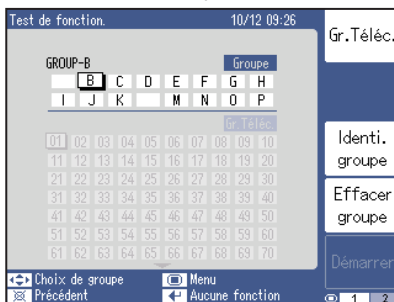 Test de fonction. 10/12 09:26
Gr.Téléc.
GROUP-B Groupe
B C D E F G H
I J K M N O P
Gr.Téléc.
01 02 03 04 05 06 07 08 09 10
11 12 13 14 15 16 17 18 19 20
21 22 23 24 25 26 27 28 29 30
31 32 33 34 35 36 37 38 39 40
41 42 43 44 45 46 47 48 49 50
51 52 53 54 55 56 57 58 59 60
61 62 63 64 65 66 67 68 69 70
Identi.
groupe
Effacer
groupe
Démarrer
Choix de groupe Menu
Précédent Aucune fonction
1 2